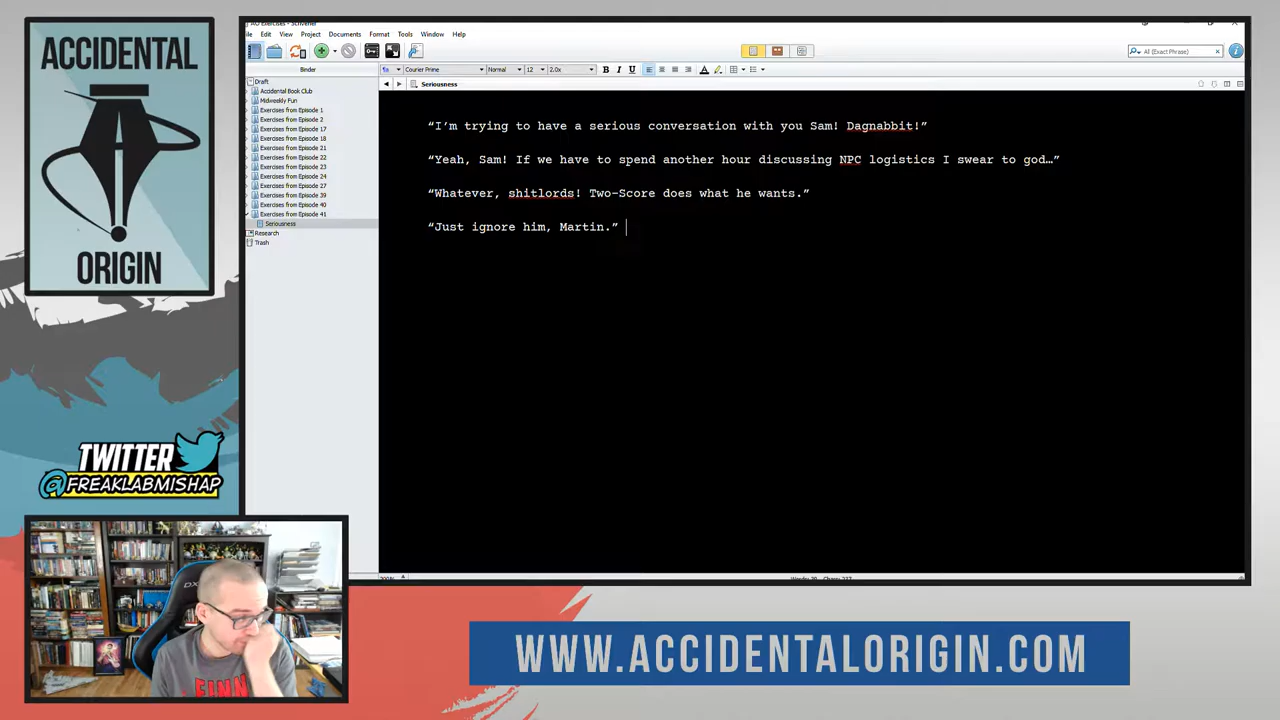 ACCIDENTAL
ORIGIN
TWITTER
@FREAKLABMISHAP
File Edit View Project Documents Format Tools Window Help
All (Exact Phrase)
Binder
Courier Prine
Normal
12
2.0x
B I U A
Draft
Accidental Book Club
Midweekly Fun
Exercises from Episode 1
Exercises from Episode 2
Exercises from Episode 17
Exercises from Episode 18
Exercises from Episode 21
Exercises from Episode 22
Exercises from Episode 23
Exercises from Episode 24
Exercises from Episode 27
Exercises from Episode 39
Exercises from Episode 40
Exercises from Episode 41
Seriousness
Research
Trash
Seriousness
“I’m trying to have a serious conversation with you Sam! Dagnabbit!”
“Yeah, Sam! If we have to spend another hour discussing NPC logistics I swear to god…”
“Whatever, shitlords! Two-Score does what he wants.”
“Just ignore him, Martin.”
WWW.ACCIDENTALORIGIN.COM